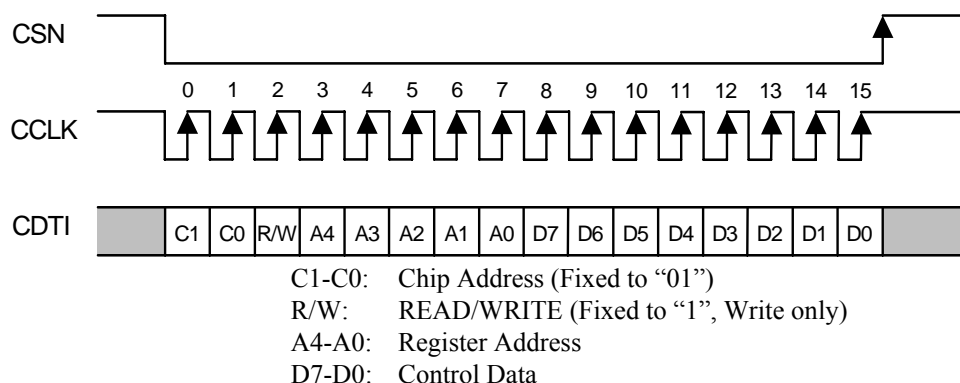 CSN
0 1 2 3 4 5 6 7 8 9 10 11 12 13 14 15
CCLK
CDTI
C1 C0 R/W A4 A3 A2 A1 A0 D7 D6 D5 D4 D3 D2 D1 D0
C1-C0: Chip Address (Fixed to “01”)
R/W: READ/WRITE (Fixed to “1”, Write only)
A4-A0: Register Address
D7-D0: Control Data